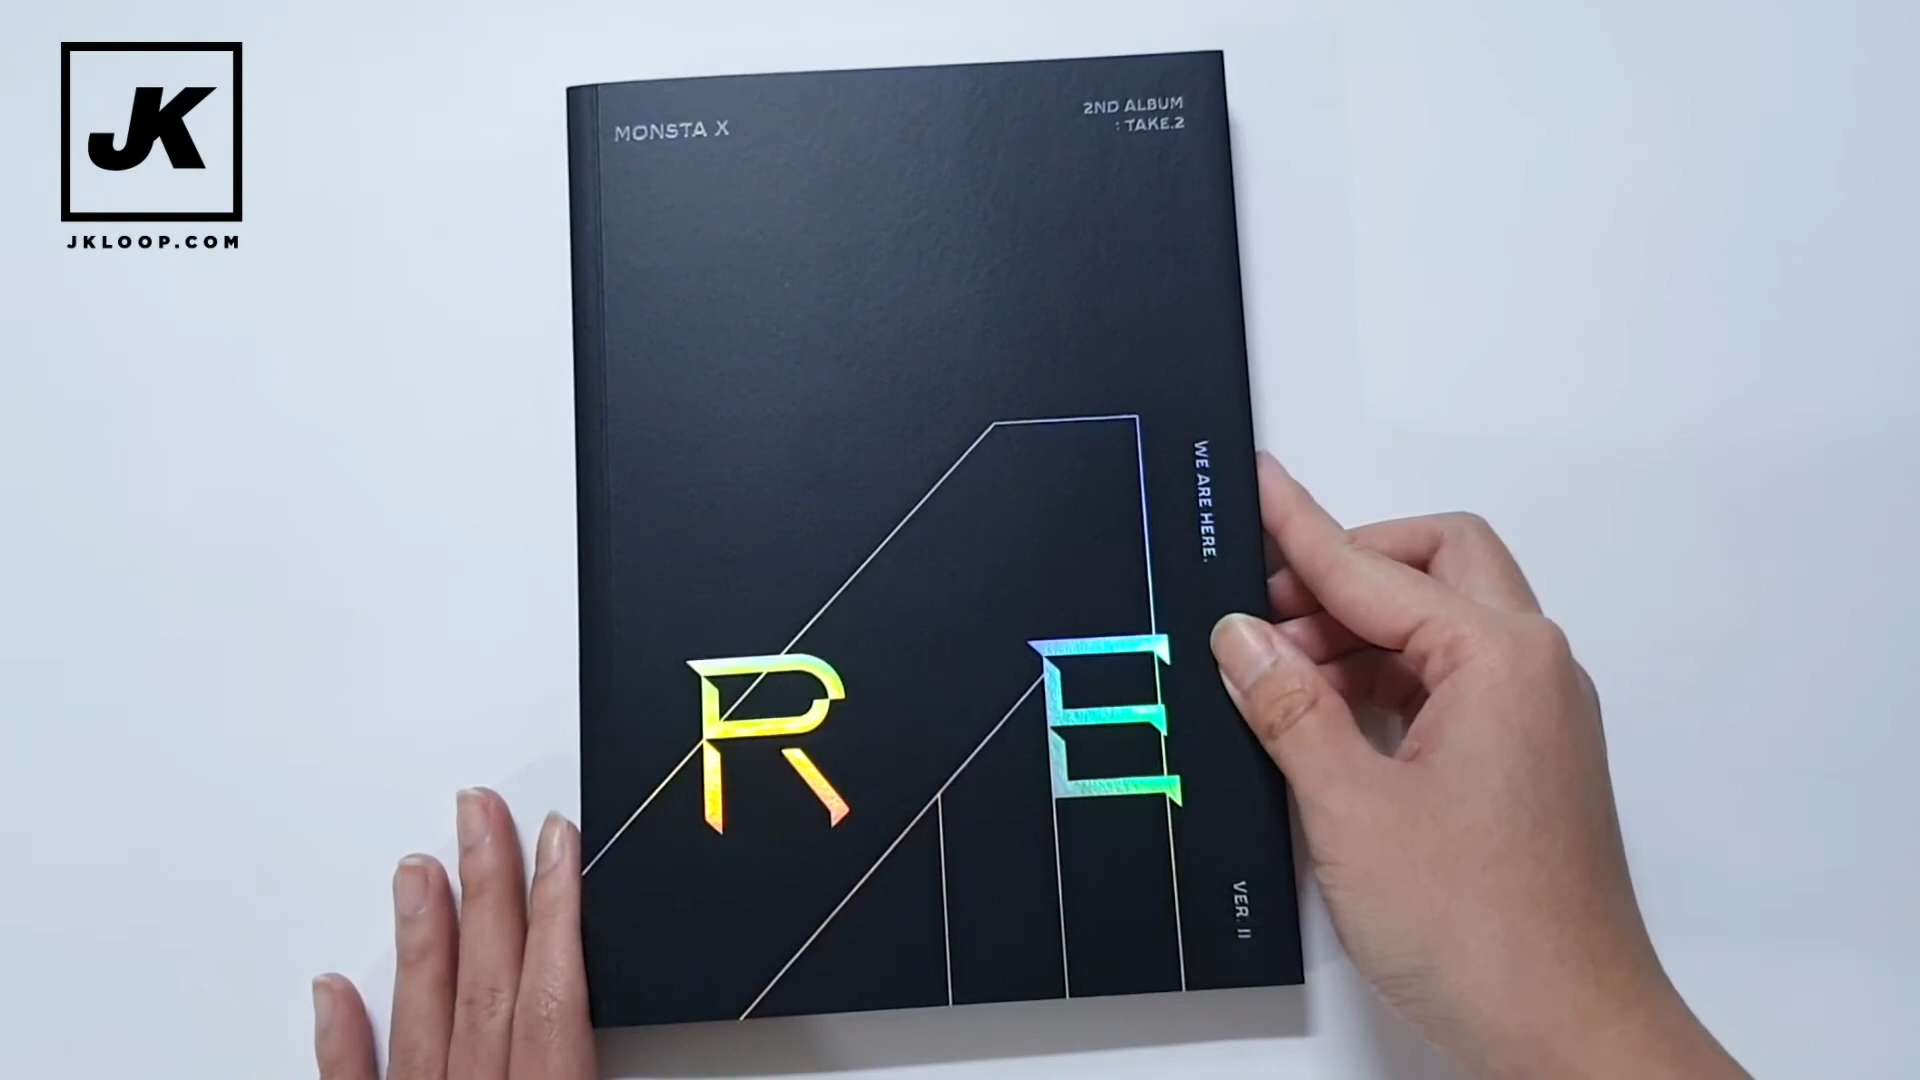 JK
JKLOOP.COM
MONSTA X
2ND ALBUM
: TAKE.2
WE ARE HERE.
R E
VER. II